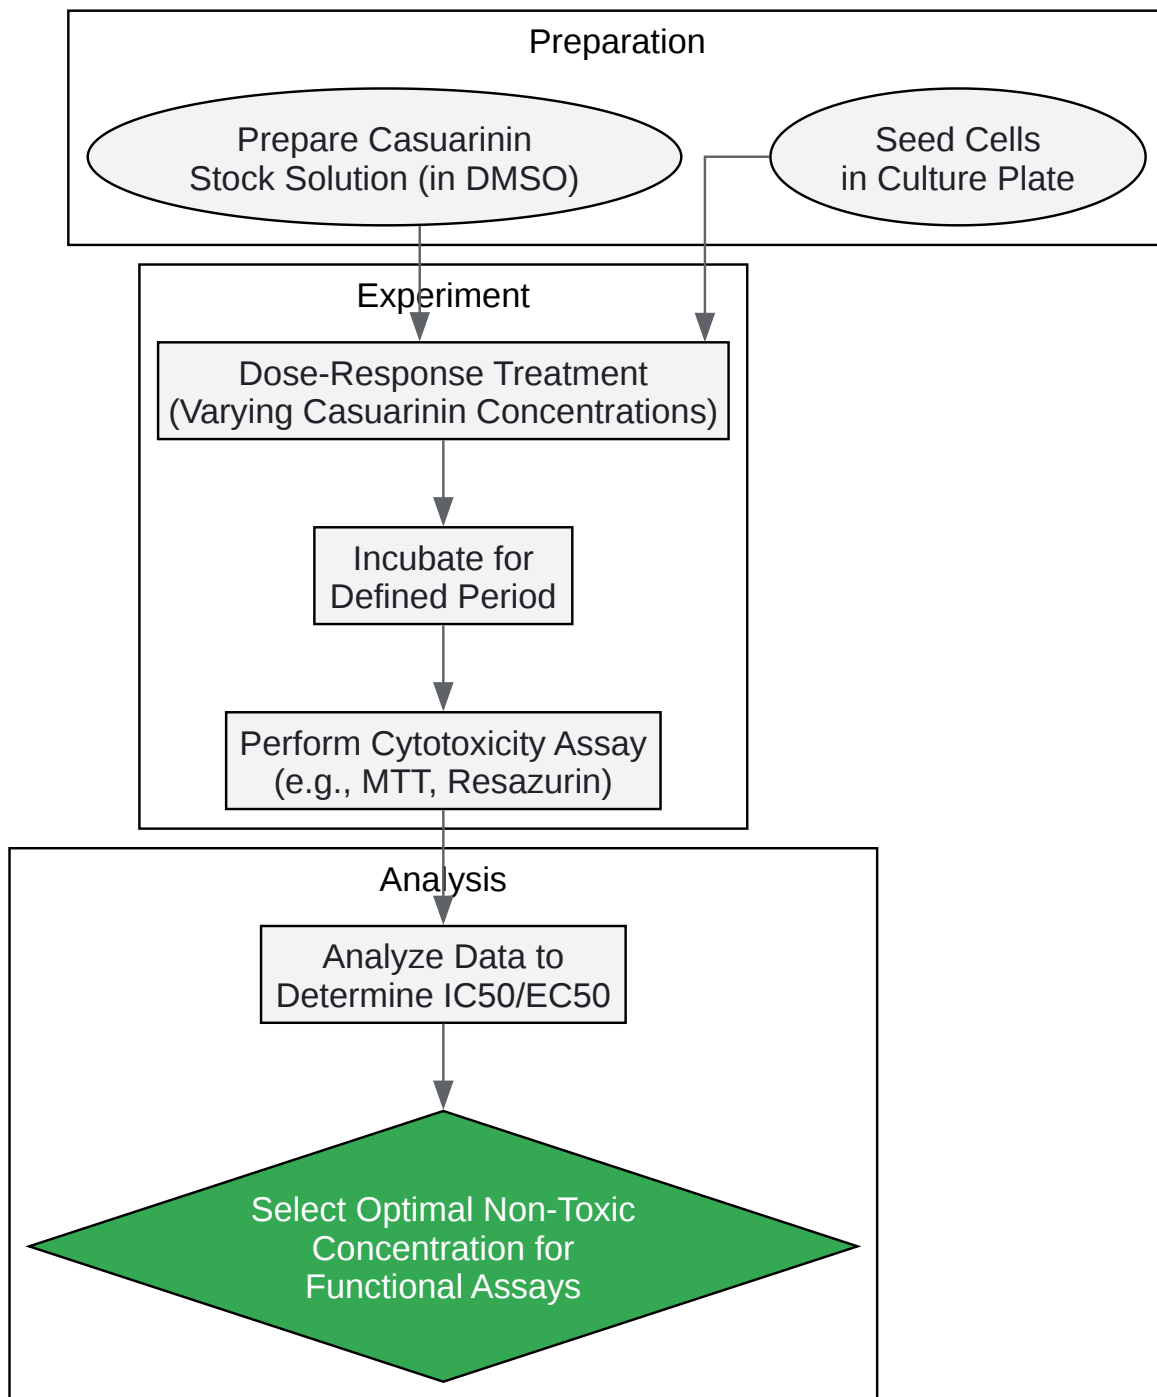 Preparation
Prepare Casuarinin
Stock Solution (in DMSO)
Seed Cells
in Culture Plate
Experiment
Dose-Response Treatment
(Varying Casuarinin Concentrations)
Incubate for
Defined Period
Perform Cytotoxicity Assay
(e.g., MTT, Resazurin)
Analysis
Analyze Data to
Determine IC50/EC50
Select Optimal Non-Toxic
Concentration for
Functional Assays